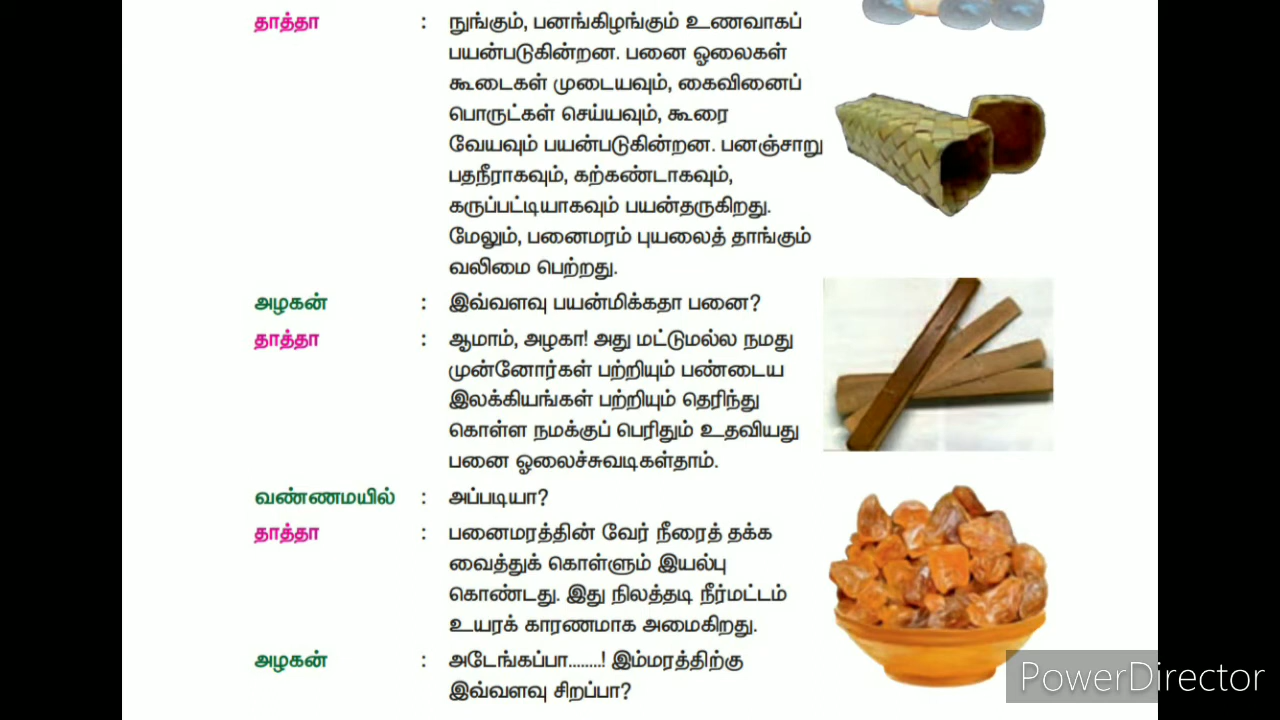 தாத்தா : நுங்கும், பனங்கிழங்கும் உணவாகப்
பயன்படுகின்றன. பனை ஓலைகள்
கூடைகள் முடையவும், கைவினைப்
பொருட்கள் செய்யவும், கூரை
வேயவும் பயன்படுகின்றன. பனஞ்சாறு
பதநீராகவும், கற்கண்டாகவும்,
கருப்பட்டியாகவும் பயன்தருகிறது.
மேலும், பனைமரம் புயலைத் தாங்கும்
வலிமை பெற்றது.
அழகன் : இவ்வளவு பயன்மிக்கதா பனை?
தாத்தா : ஆமாம், அழகா! அது மட்டுமல்ல நமது
முன்னோர்கள் பற்றியும் பண்டைய
இலக்கியங்கள் பற்றியும் தெரிந்து
கொள்ள நமக்குப் பெரிதும் உதவியது
பனை ஓலைச்சுவடிகள்தாம்.
வண்ணமயில் : அப்படியா?
தாத்தா : பனைமரத்தின் வேர் நீரைத் தக்க
வைத்துக் கொள்ளும் இயல்பு
கொண்டது. இது நிலத்தடி நீர்மட்டம்
உயரக் காரணமாக அமைகிறது.
அழகன் : அடேங்கப்பா........! இம்மரத்திற்கு
இவ்வளவு சிறப்பா?
PowerDirector